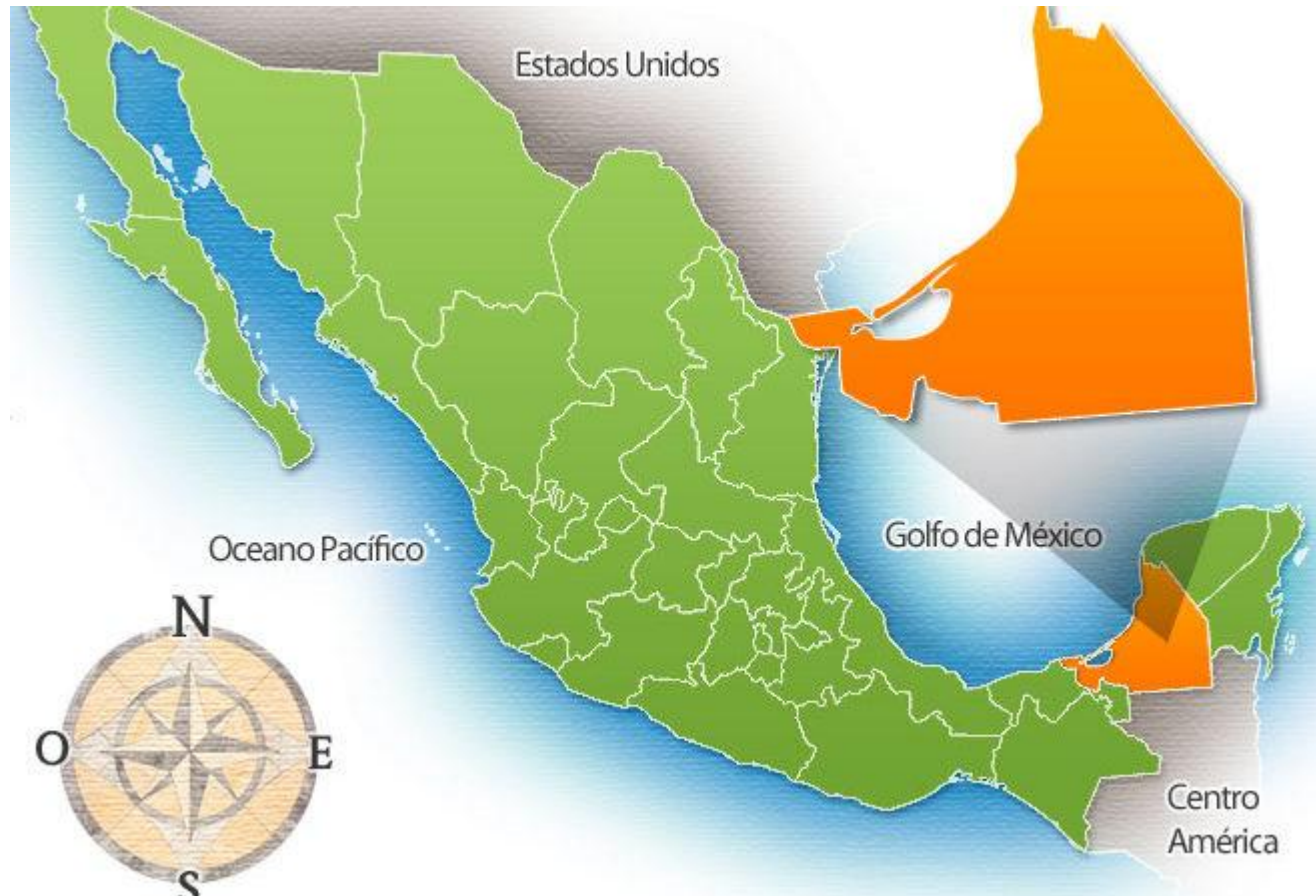 Estados Unidos
Golfo de México
Oceano Pacífico
N
O
E
S
Centro
América